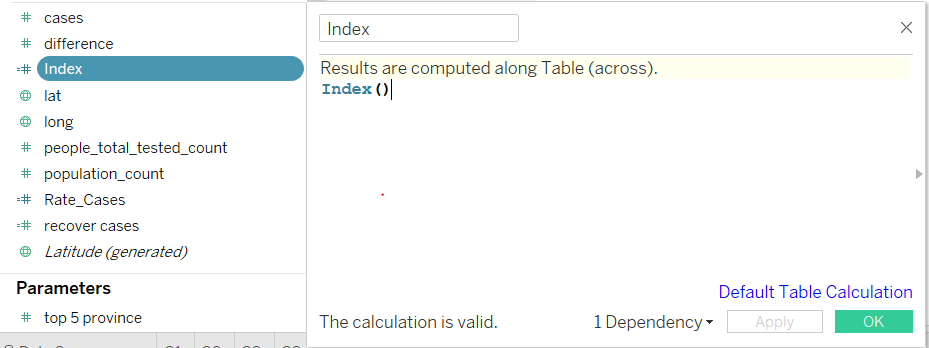 cases
difference
Index
lat
long
people_total_tested_count
population_count
Rate_Cases
recover cases
Latitude (generated)
Parameters
top 5 province
Index
Results are computed along Table (across).
Index()
Default Table Calculation
The calculation is valid.
1 Dependency
Apply
OK